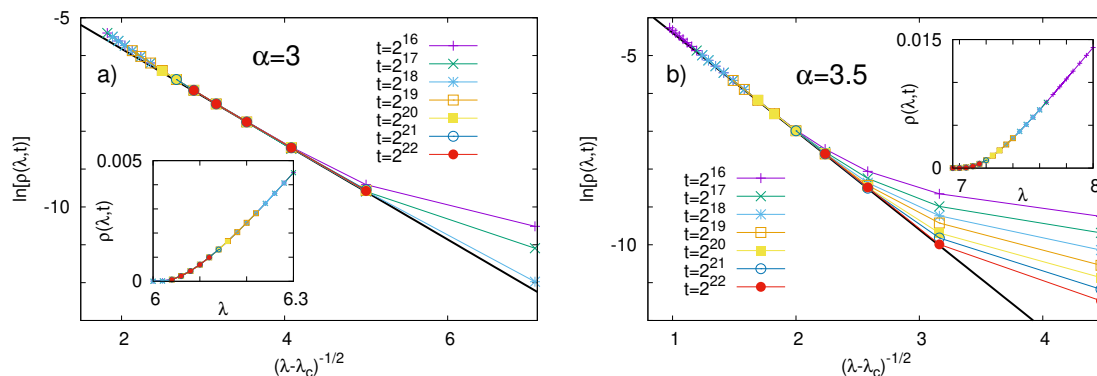 -5
-10
ln[ρ(λ,t)]
a)
α=3
t=2^16
t=2^17
t=2^18
t=2^19
t=2^20
t=2^21
t=2^22
0.005
0
ρ(λ,t)
6
λ
6.3
2
4
6
(λ-λc)^-1/2
-5
-10
ln[ρ(λ,t)]
b)
α=3.5
0.015
0
ρ(λ,t)
7
λ
8
t=2^16
t=2^17
t=2^18
t=2^19
t=2^20
t=2^21
t=2^22
1
2
3
4
(λ-λc)^-1/2